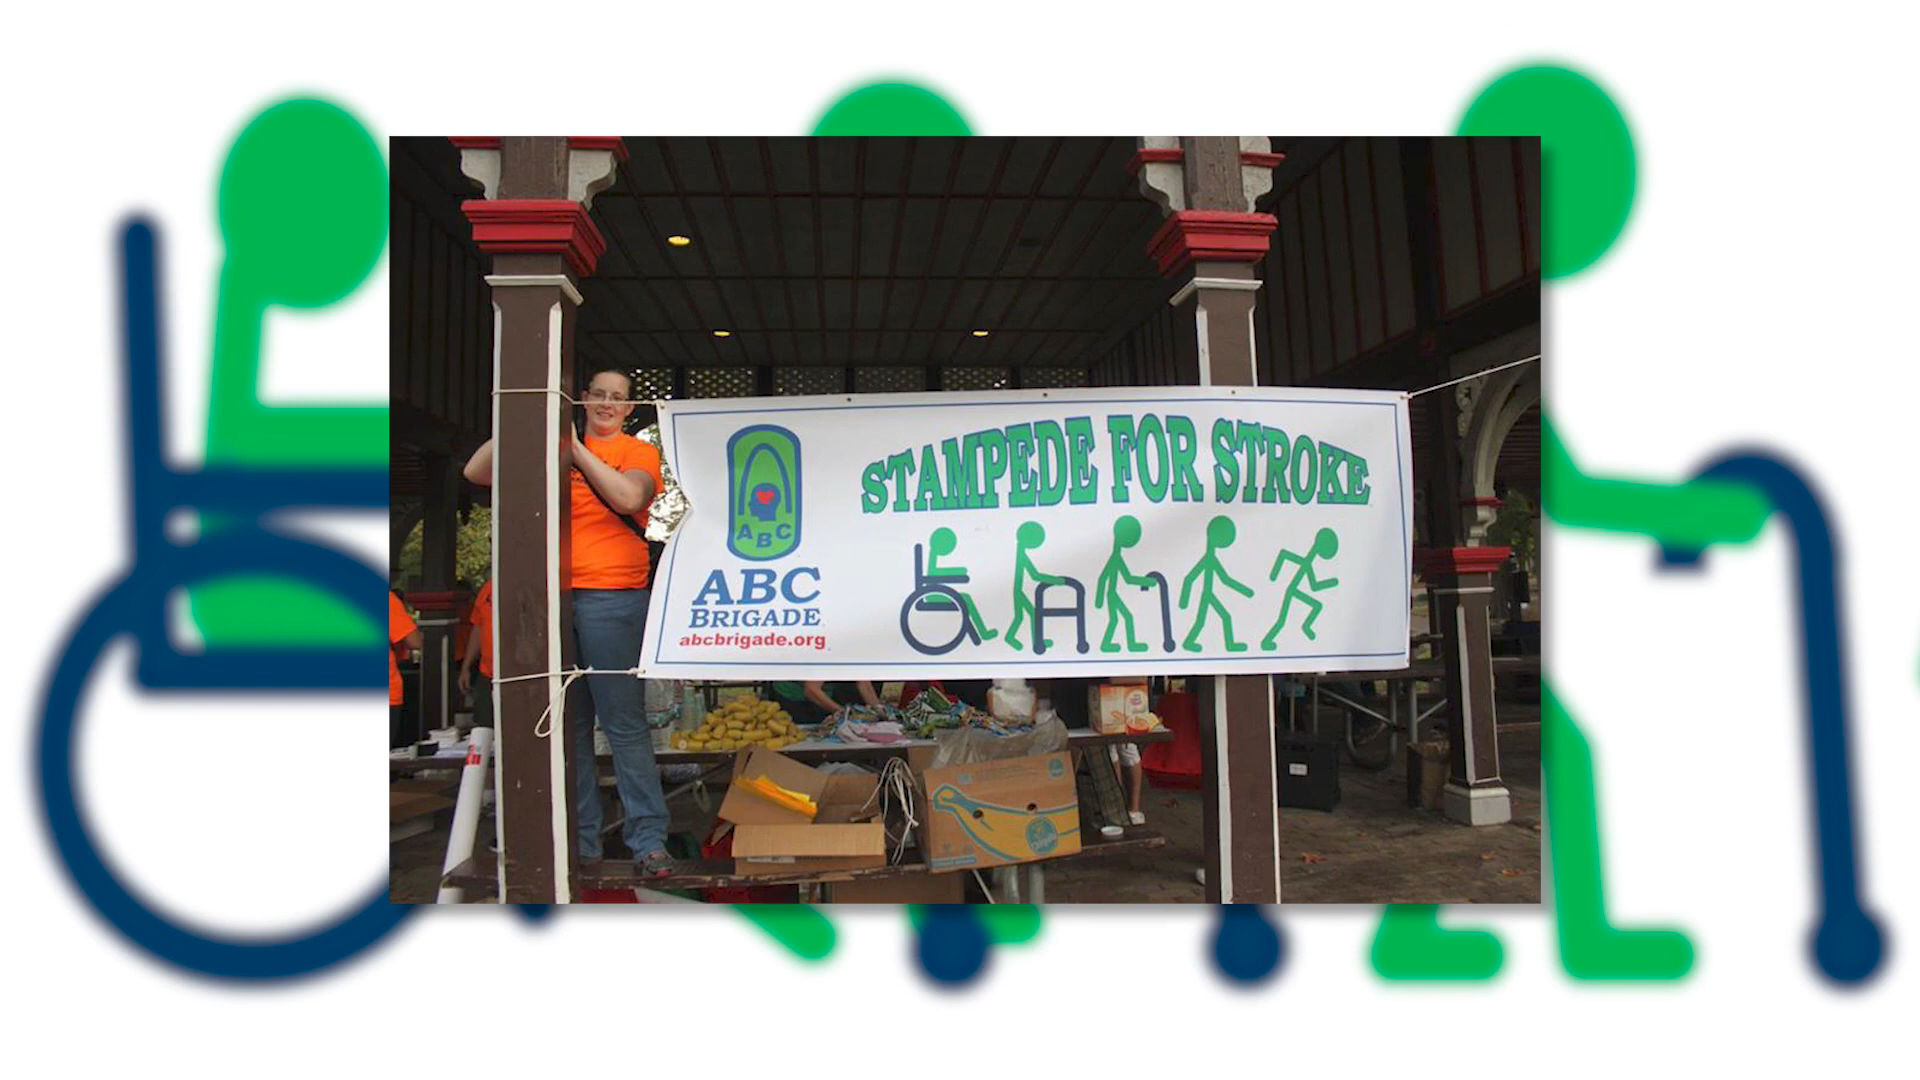 STAMPEDE FOR STROKE
ABC
ABC
BRIGADE
abcbrigade.org